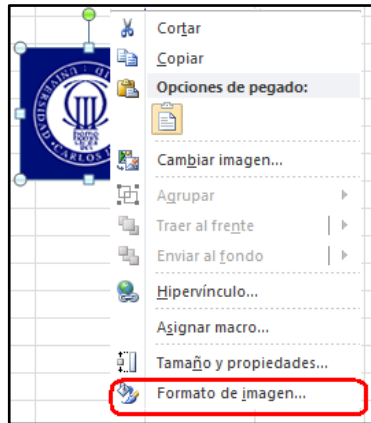 Cortar
Copiar
Opciones de pegado:
Cambiar imagen...
Agrupar
Traer al frente
Enviar al fondo
Hipervínculo...
Asignar macro...
Tamaño y propiedades...
Formato de imagen...